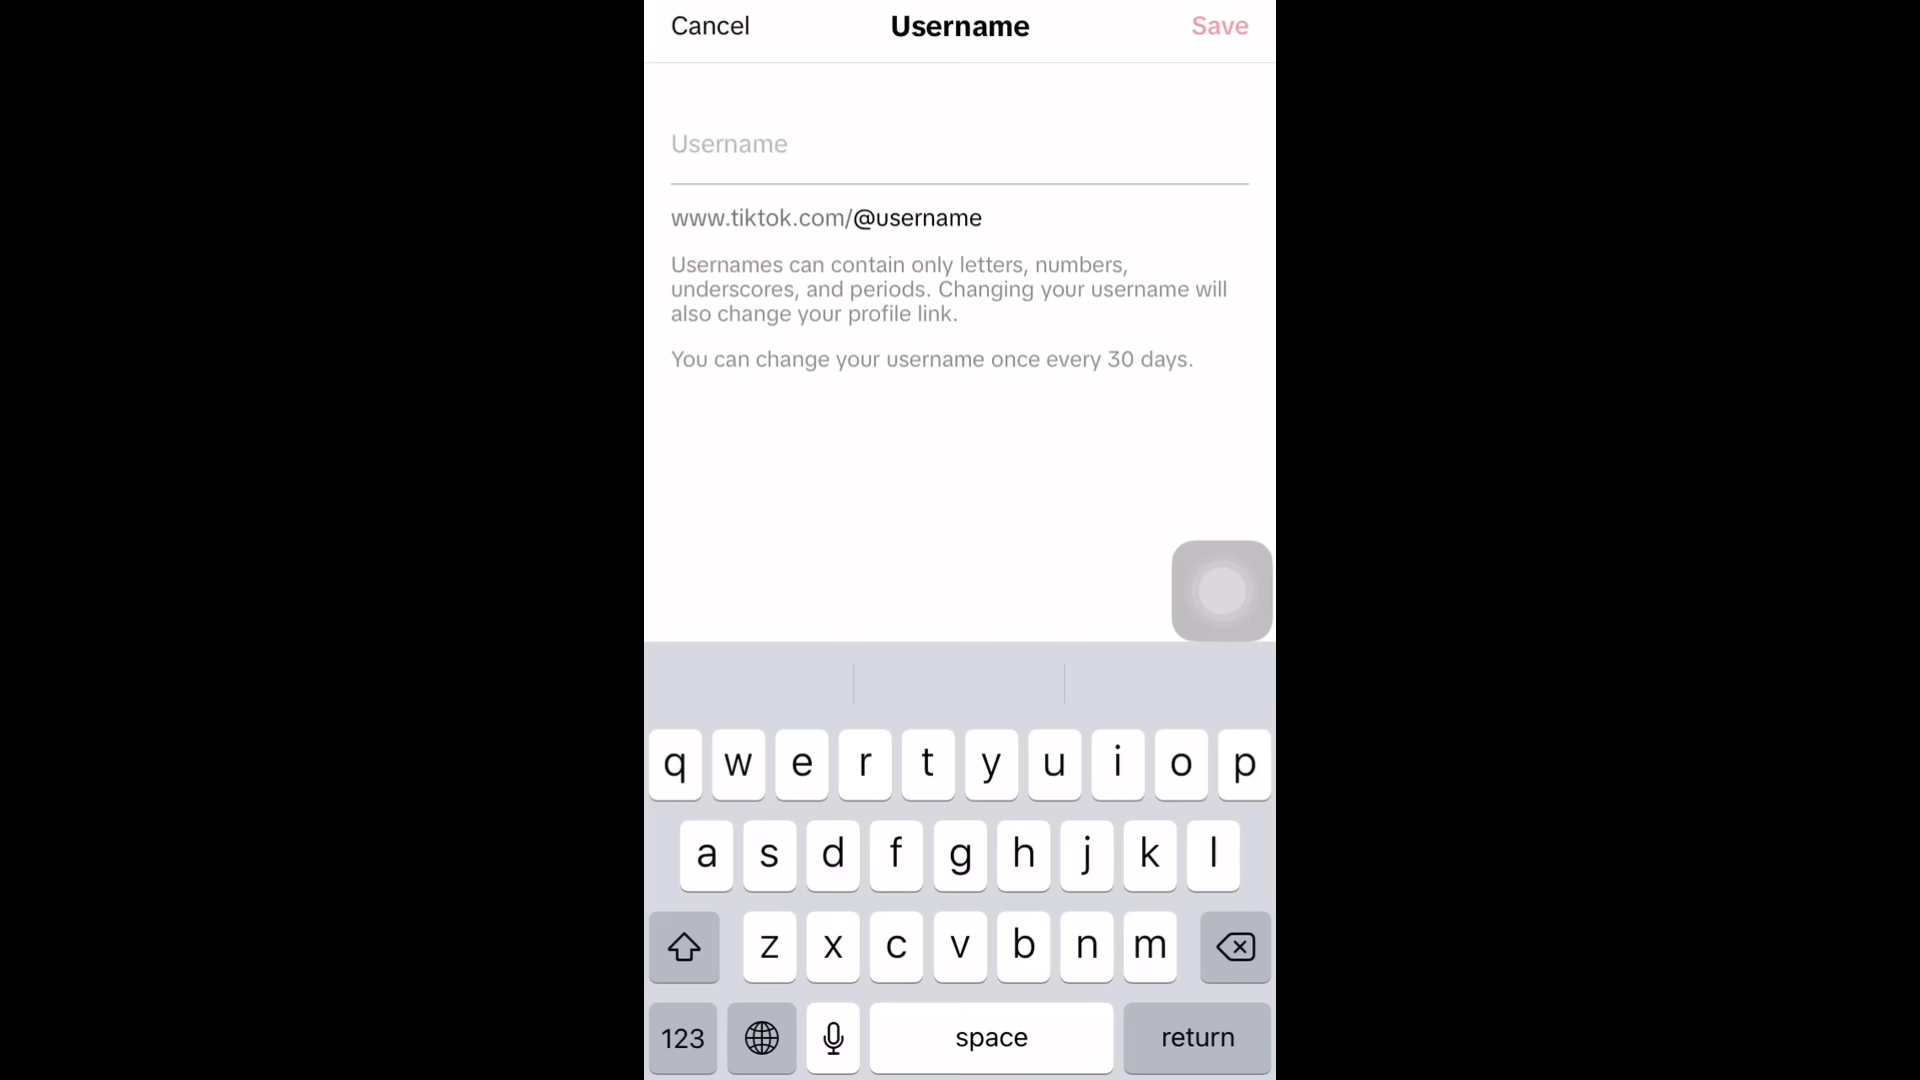 Cancel Username Save
Username
www.tiktok.com/@username
Usernames can contain only letters, numbers,
underscores, and periods. Changing your username will
also change your profile link.
You can change your username once every 30 days.
q w e r t y u i o p
a s d f g h j k l
z x c v b n m
123 space return